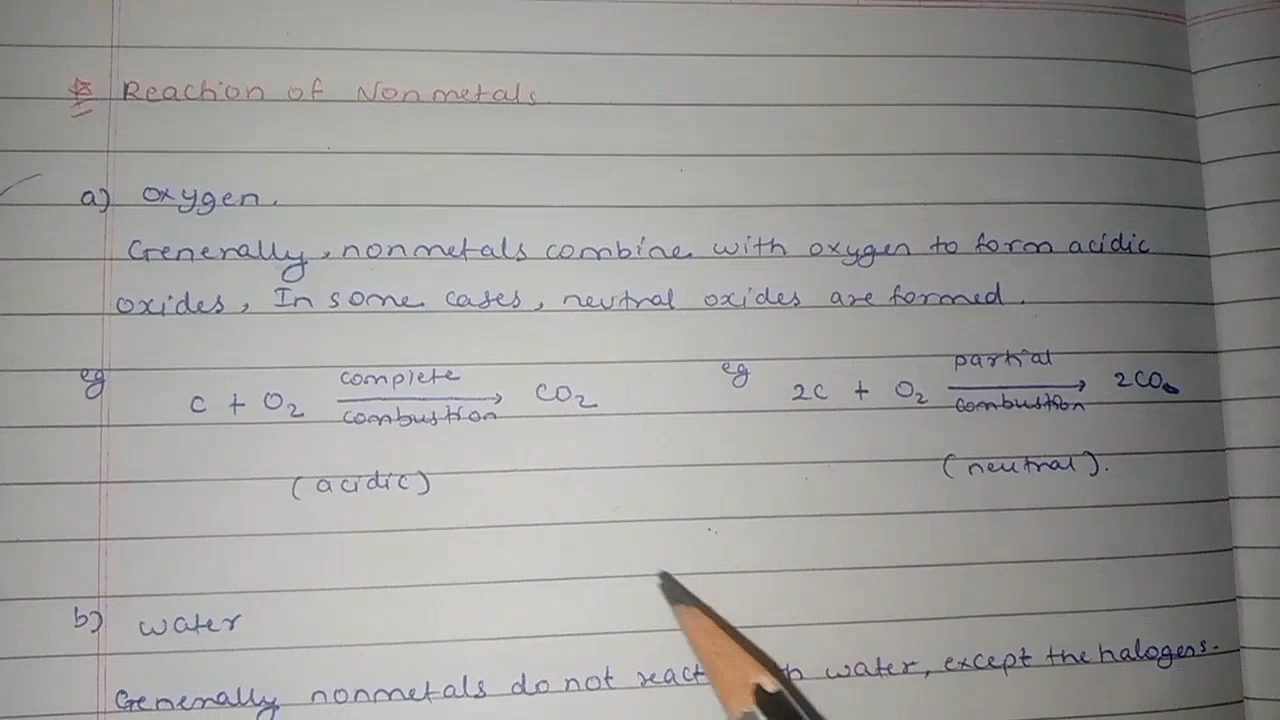 Reaction of Nonmetals
a) oxygen.
Generally, nonmetals combine with oxygen to form acidic
oxides, In some cases, neutral oxides are formed.
eg C + O2 complete combustion → CO2 eg 2C + O2 partial combustion → 2CO
(acidic) (neutral).
b) water
Generally nonmetals do not react water, except the halogens.